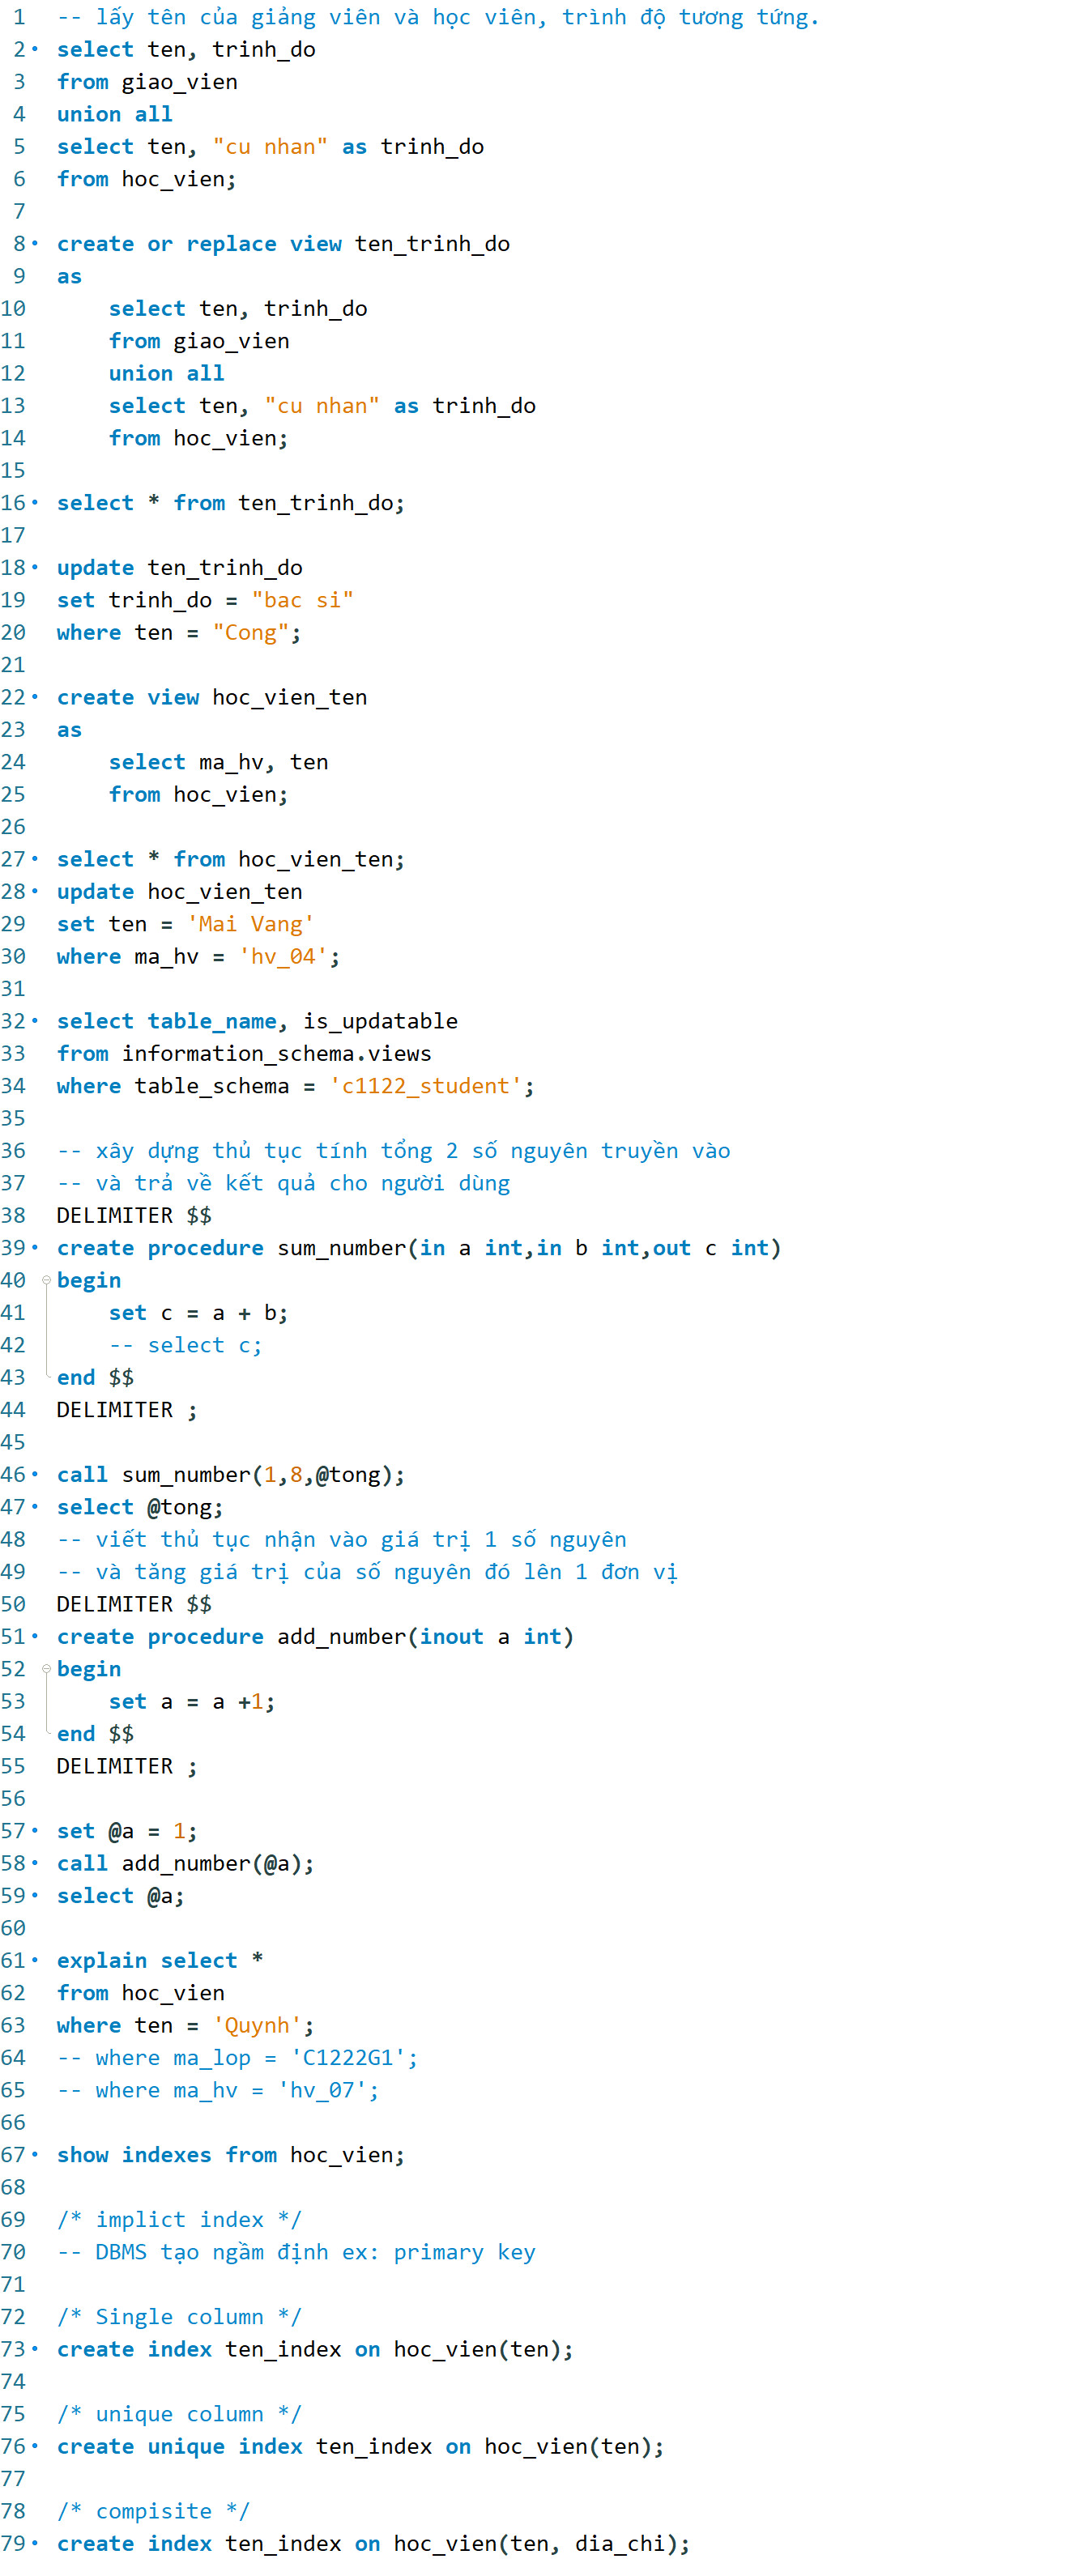 1 -- lấy tên của giảng viên và học viên, trình độ tương tứng.
2 select ten, trinh_do
3 from giao_vien
4 union all
5 select ten, "cu nhan" as trinh_do
6 from hoc_vien;
7
8 create or replace view ten_trinh_do
9 as
10 select ten, trinh_do
11 from giao_vien
12 union all
13 select ten, "cu nhan" as trinh_do
14 from hoc_vien;
15
16 select * from ten_trinh_do;
17
18 update ten_trinh_do
19 set trinh_do = "bac si"
20 where ten = "Cong";
21
22 create view hoc_vien_ten
23 as
24 select ma_hv, ten
25 from hoc_vien;
26
27 select * from hoc_vien_ten;
28 update hoc_vien_ten
29 set ten = 'Mai Vang'
30 where ma_hv = 'hv_04';
31
32 select table_name, is_updatable
33 from information_schema.views
34 where table_schema = 'c1122_student';
35
36 -- xây dựng thủ tục tính tổng 2 số nguyên truyền vào
37 -- và trả về kết quả cho người dùng
38 DELIMITER $$
39 create procedure sum_number(in a int,in b int,out c int)
40 begin
41 set c = a + b;
42 -- select c;
43 end $$
44 DELIMITER ;
45
46 call sum_number(1,8,@tong);
47 select @tong;
48 -- viết thủ tục nhận vào giá trị 1 số nguyên
49 -- và tăng giá trị của số nguyên đó lên 1 đơn vị
50 DELIMITER $$
51 create procedure add_number(inout a int)
52 begin
53 set a = a +1;
54 end $$
55 DELIMITER ;
56
57 set @a = 1;
58 call add_number(@a);
59 select @a;
60
61 explain select *
62 from hoc_vien
63 where ten = 'Quynh';
64 -- where ma_lop = 'C1222G1';
65 -- where ma_hv = 'hv_07';
66
67 show indexes from hoc_vien;
68
69 /* implict index */
70 -- DBMS tạo ngầm định ex: primary key
71
72 /* Single column */
73 create index ten_index on hoc_vien(ten);
74
75 /* unique column */
76 create unique index ten_index on hoc_vien(ten);
77
78 /* compisite */
79 create index ten_index on hoc_vien(ten, dia_chi);